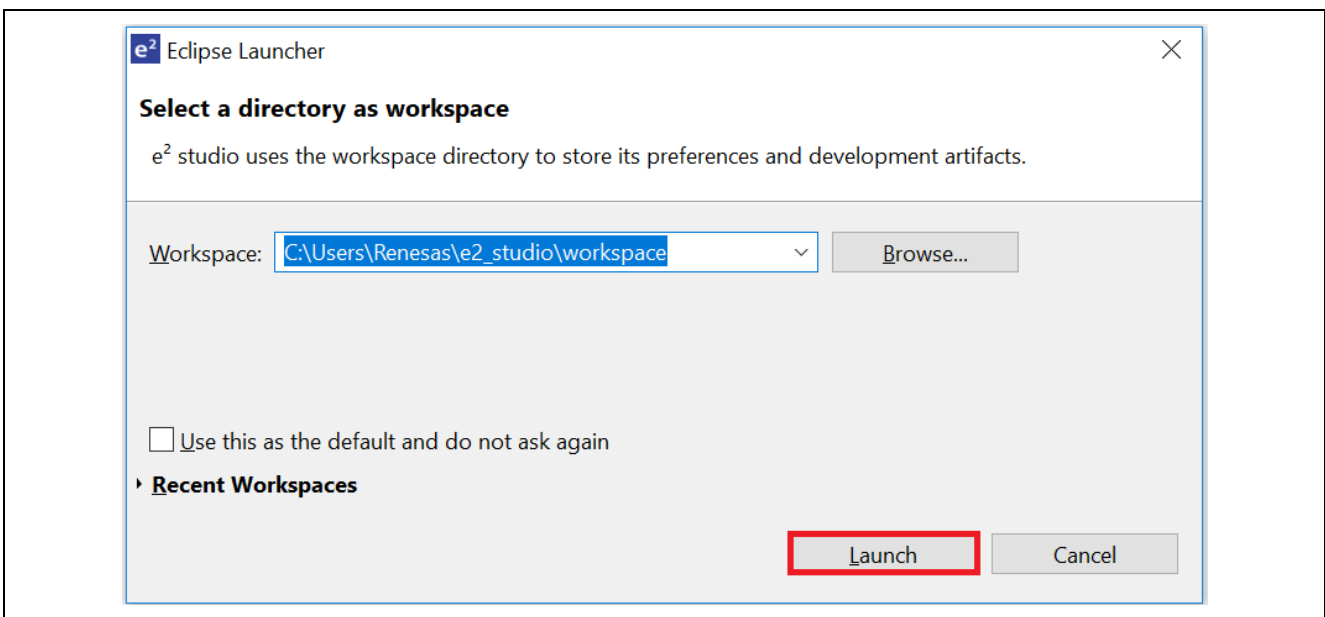 e² Eclipse Launcher
Select a directory as workspace
e² studio uses the workspace directory to store its preferences and development artifacts.
Workspace: C:\Users\Renesas\e2_studio\workspace Browse...
Use this as the default and do not ask again
Recent Workspaces
Launch Cancel